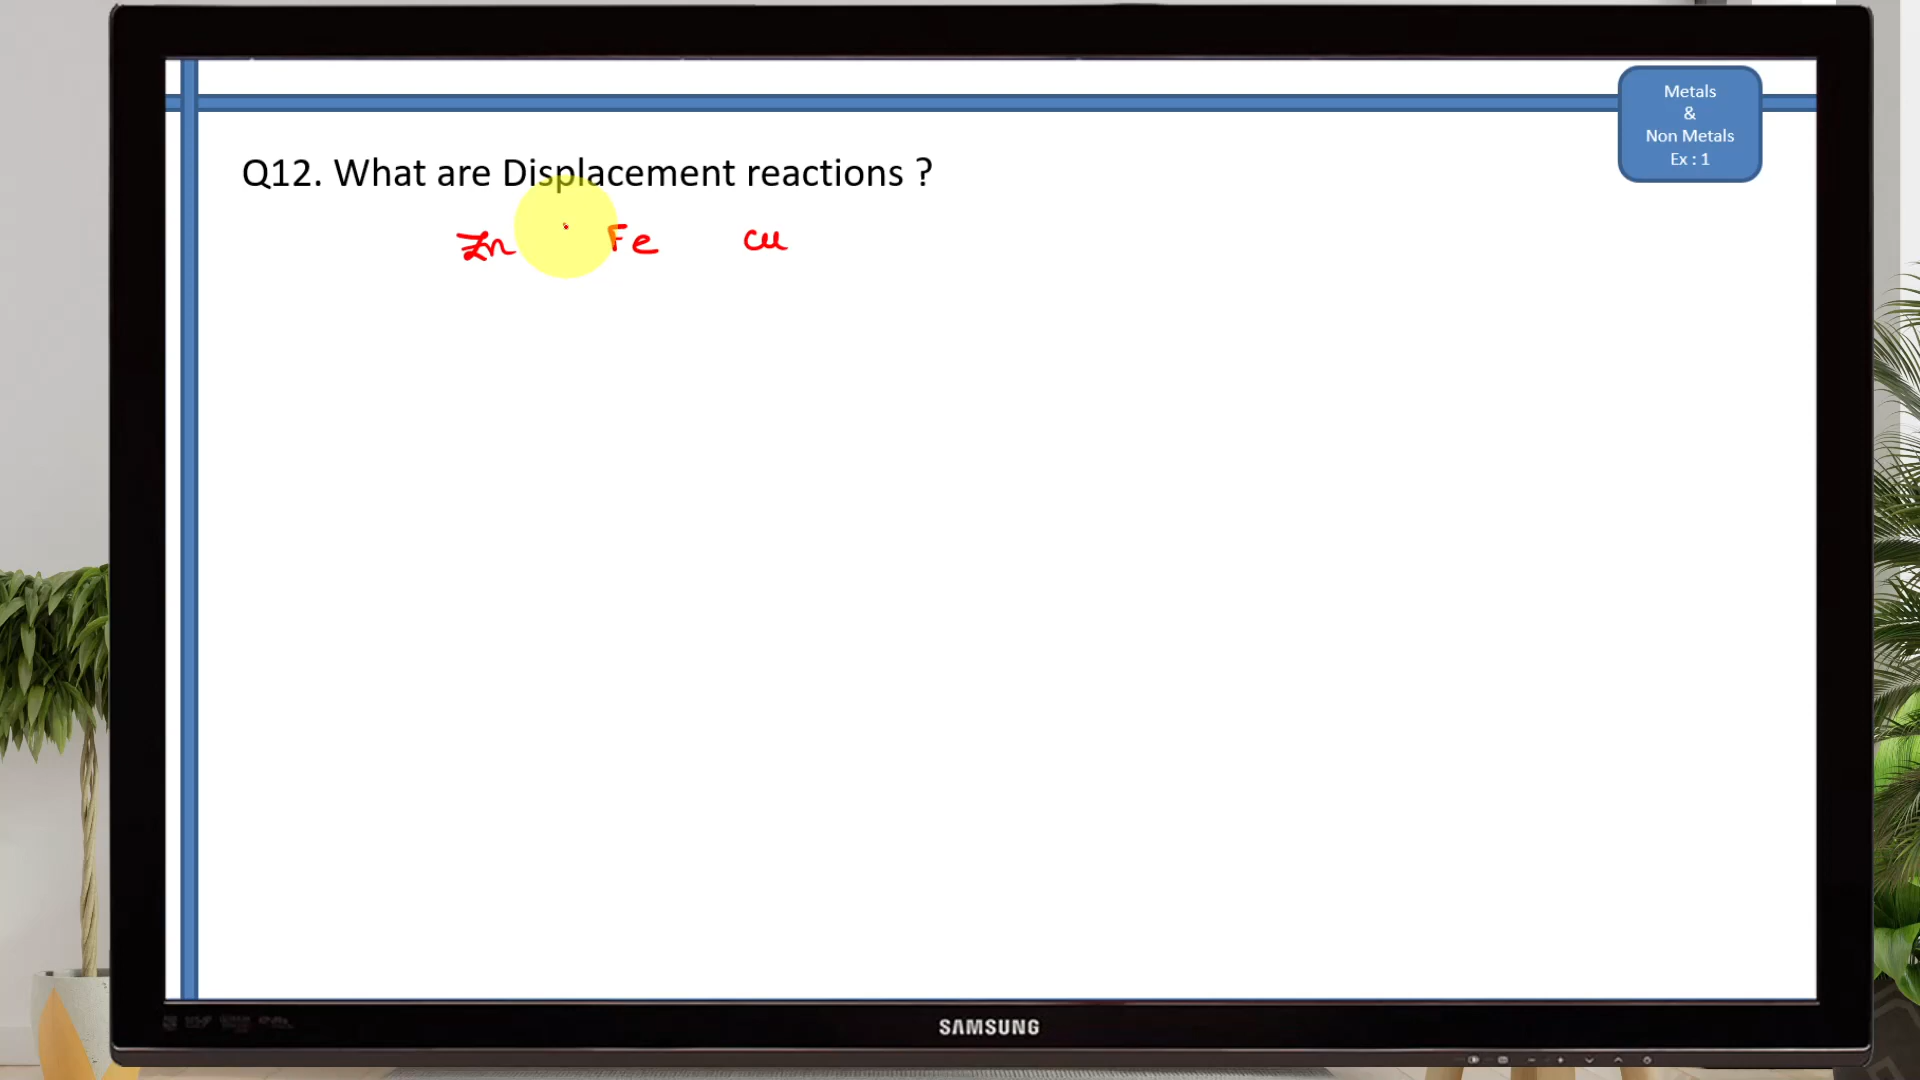 Metals
&
Non Metals
Ex : 1
Q12. What are Displacement reactions ?
Zn Fe Cu
SAMSUNG